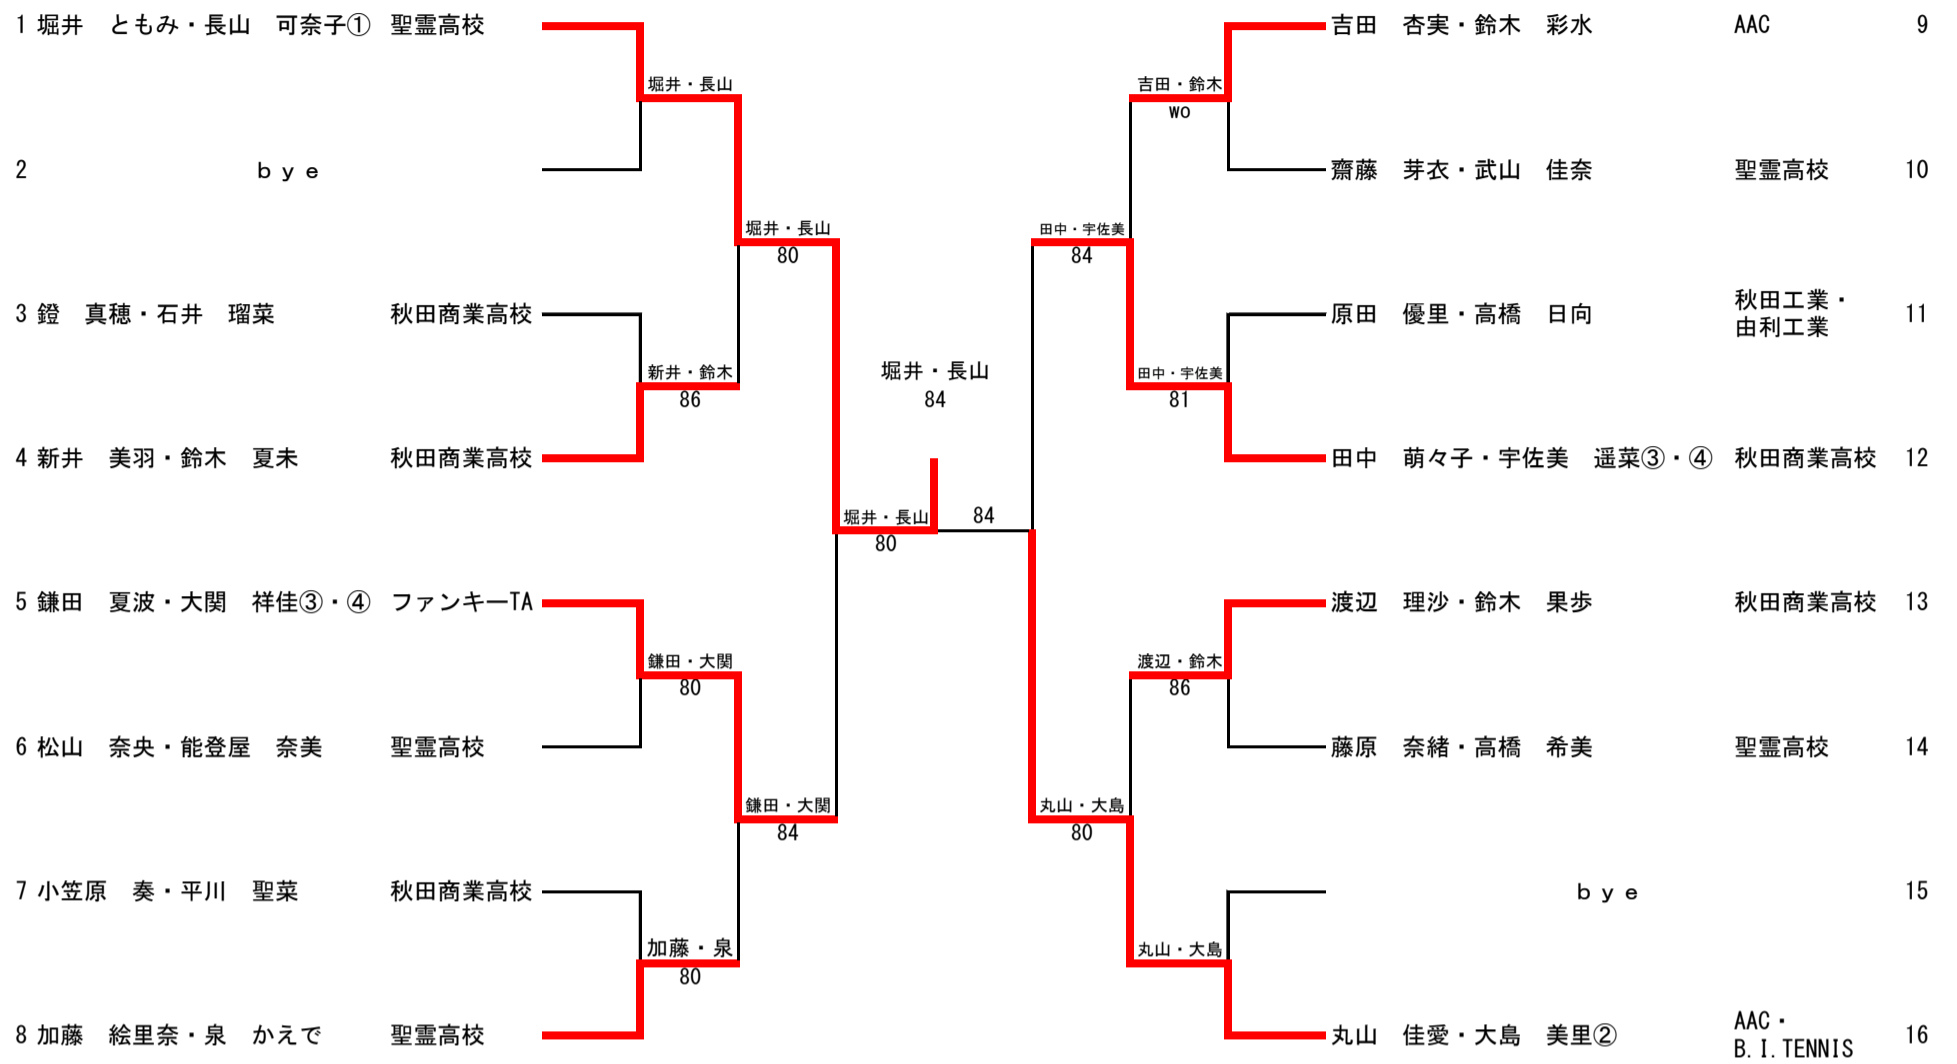 1 堀井　ともみ・長山　可奈子① 聖霊高校
堀井・長山
2 ｂｙｅ
堀井・長山
80
3 鐙　真穂・石井　瑠菜 秋田商業高校
新井・鈴木
86
4 新井　美羽・鈴木　夏未 秋田商業高校
堀井・長山
80
5 鎌田　夏波・大関　祥佳③・④ ファンキーTA
鎌田・大関
80
6 松山　奈央・能登屋　奈美 聖霊高校
鎌田・大関
84
7 小笠原　奏・平川　聖菜 秋田商業高校
加藤・泉
80
8 加藤　絵里奈・泉　かえで 聖霊高校
堀井・長山
84
84
吉田　杏実・鈴木　彩水 AAC 9
吉田・鈴木
wo
齋藤　芽衣・武山　佳奈 聖霊高校 10
田中・宇佐美
84
原田　優里・高橋　日向 秋田工業・
由利工業 11
田中・宇佐美
81
田中　萌々子・宇佐美　遥菜③・④ 秋田商業高校 12
渡辺　理沙・鈴木　果歩 秋田商業高校 13
渡辺・鈴木
86
藤原　奈緒・高橋　希美 聖霊高校 14
丸山・大島
80
ｂｙｅ 15
丸山・大島
丸山　佳愛・大島　美里② AAC・
B.I.TENNIS 16